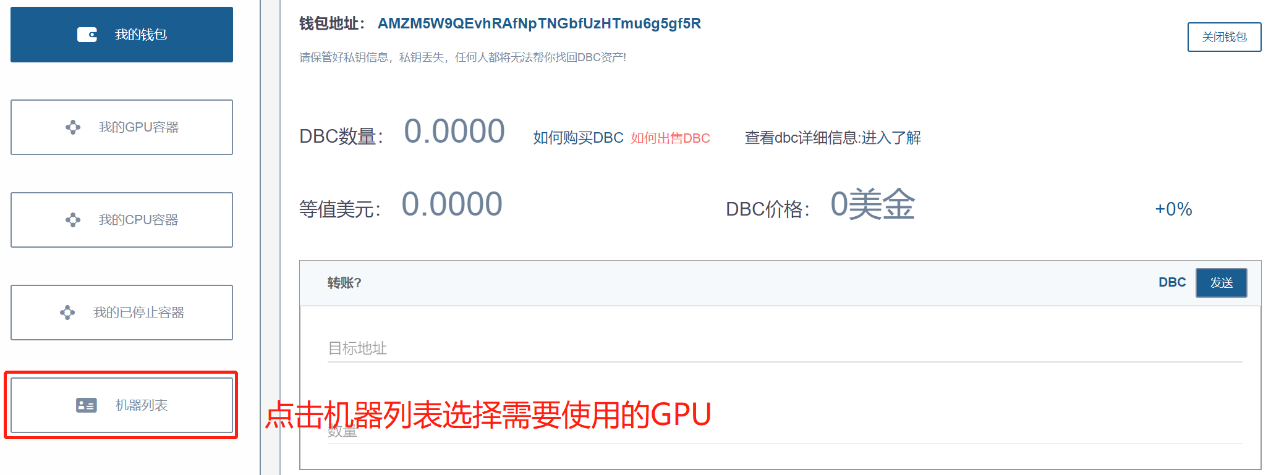 我的钱包
我的GPU容器
我的CPU容器
我的已停止容器
机器列表
钱包地址： AMZM5W9QEvhRAfNpTNGbfUzHTmu6g5gf5R
关闭钱包
请保管好私钥信息，私钥丢失，任何人都将无法帮你找回DBC资产!
DBC数量： 0.0000 如何购买DBC 如何出售DBC 查看dbc详细信息:进入了解
等值美元： 0.0000 DBC价格： 0美金 +0%
转账? DBC 发送
目标地址
点击机器列表选择需要使用的GPU
数量